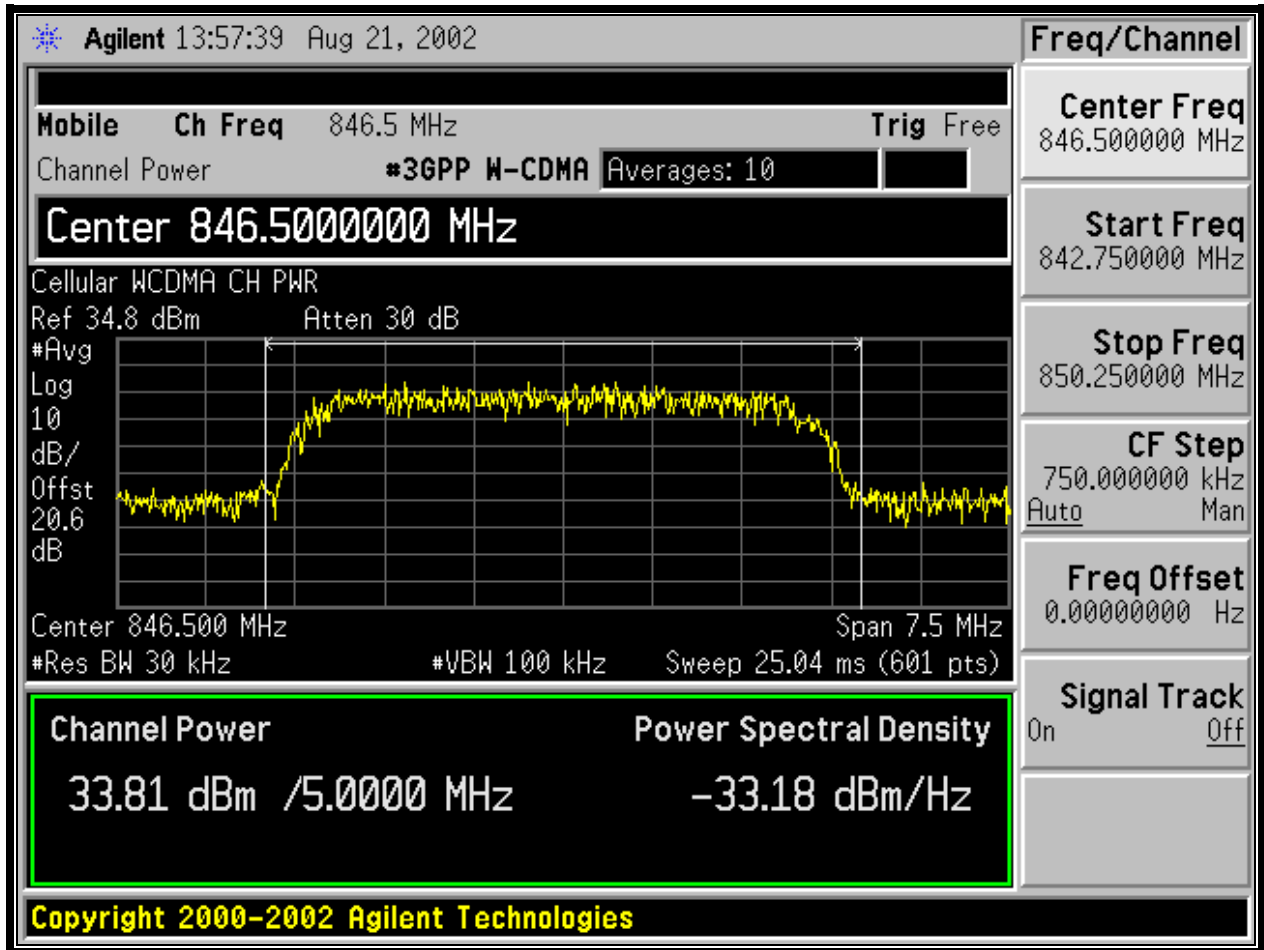 Agilent 13:57:39 Aug 21, 2002
Freq/Channel
Mobile Ch Freq 846.5 MHz Trig Free
Channel Power #3GPP W-CDMA Averages: 10
Center 846.5000000 MHz
Cellular WCDMA CH PWR
Ref 34.8 dBm Atten 30 dB
#Avg
Log
10
dB/
Offst
20.6
dB
Center 846.500 MHz Span 7.5 MHz
#Res BW 30 kHz #VBW 100 kHz Sweep 25.04 ms (601 pts)
Channel Power Power Spectral Density
33.81 dBm /5.0000 MHz -33.18 dBm/Hz
Center Freq
846.500000 MHz
Start Freq
842.750000 MHz
Stop Freq
850.250000 MHz
CF Step
750.000000 kHz
Auto Man
Freq Offset
0.00000000 Hz
Signal Track
On Off
Copyright 2000-2002 Agilent Technologies